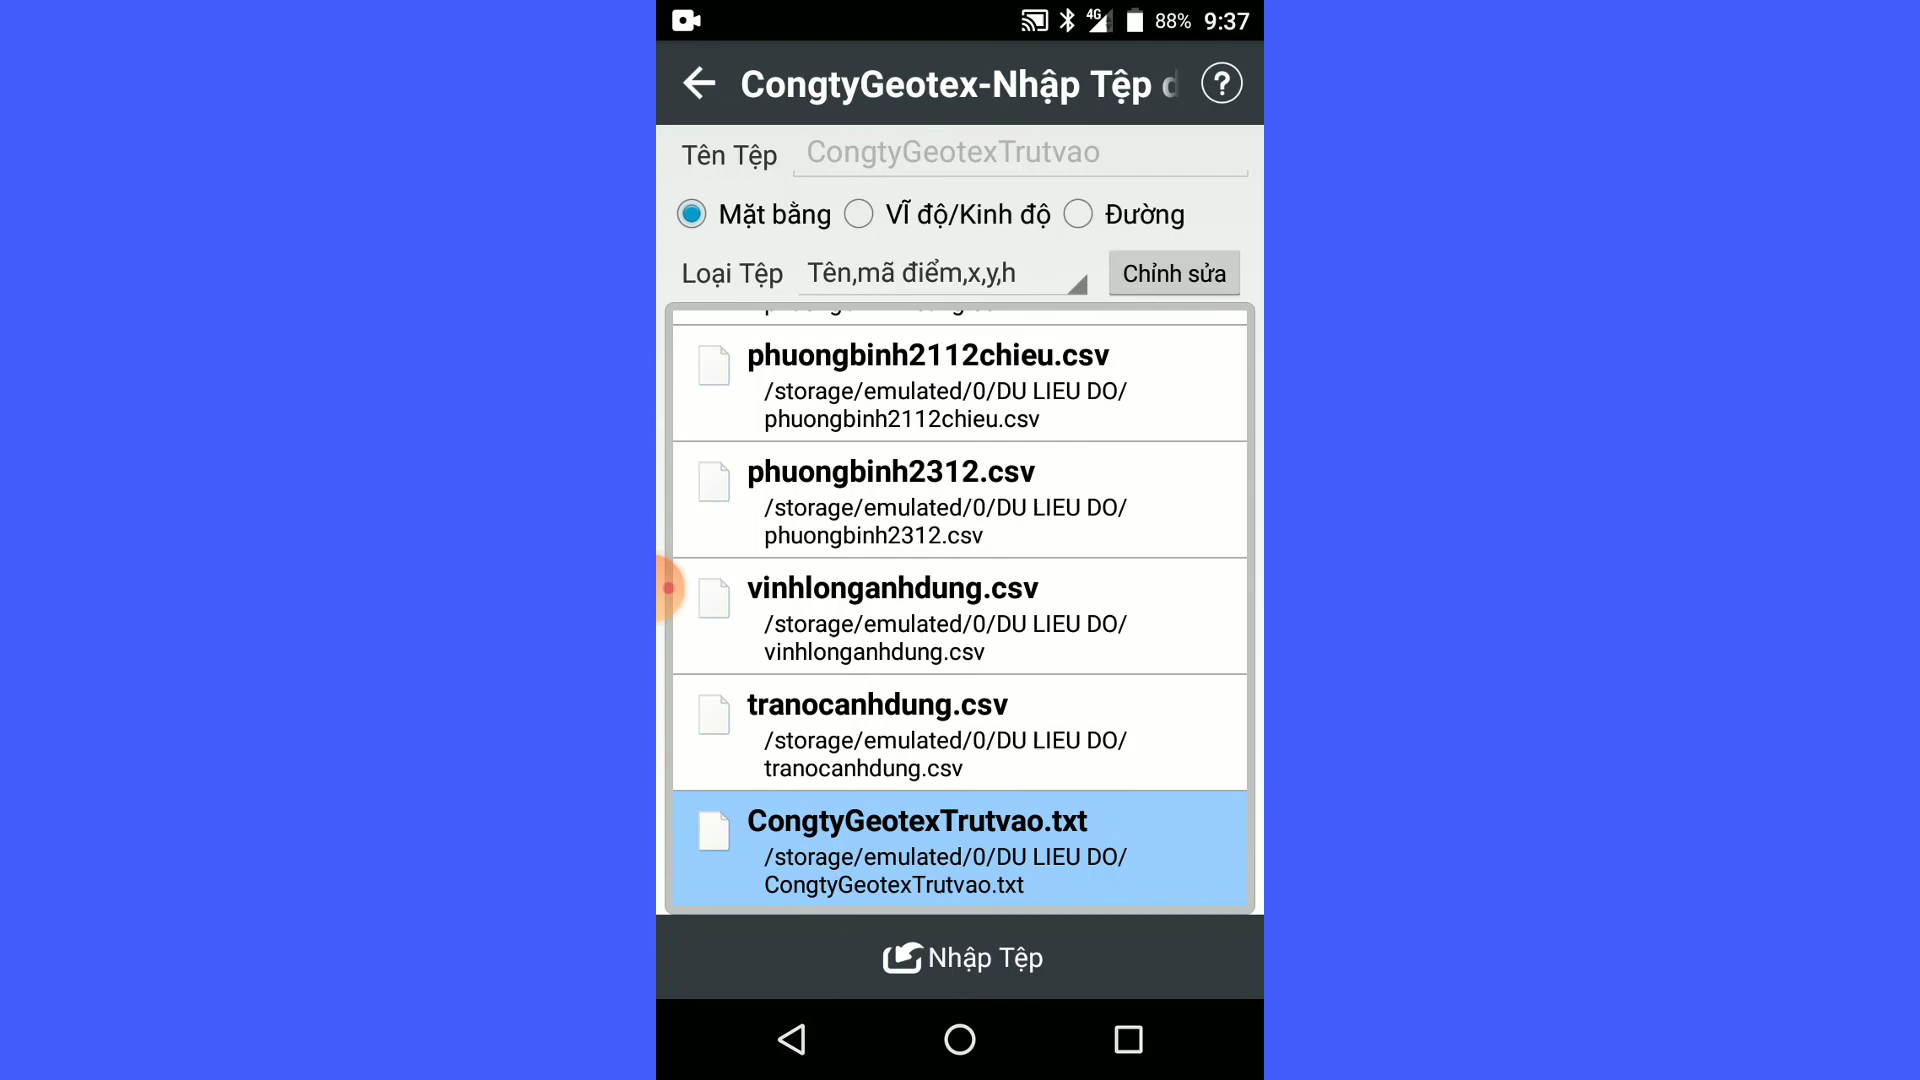 4G 88% 9:37
CongtyGeotex-Nhập Tệp
Tên Tệp CongtyGeotexTrutvao
Mặt bằng VĨ độ/Kinh độ Đường
Loại Tệp Tên,mã điểm,x,y,h Chỉnh sửa
phuongbinh2112chieu.csv
/storage/emulated/0/DU LIEU DO/
phuongbinh2112chieu.csv
phuongbinh2312.csv
/storage/emulated/0/DU LIEU DO/
phuongbinh2312.csv
vinhlonganhdung.csv
/storage/emulated/0/DU LIEU DO/
vinhlonganhdung.csv
tranocanhdung.csv
/storage/emulated/0/DU LIEU DO/
tranocanhdung.csv
CongtyGeotexTrutvao.txt
/storage/emulated/0/DU LIEU DO/
CongtyGeotexTrutvao.txt
Nhập Tệp